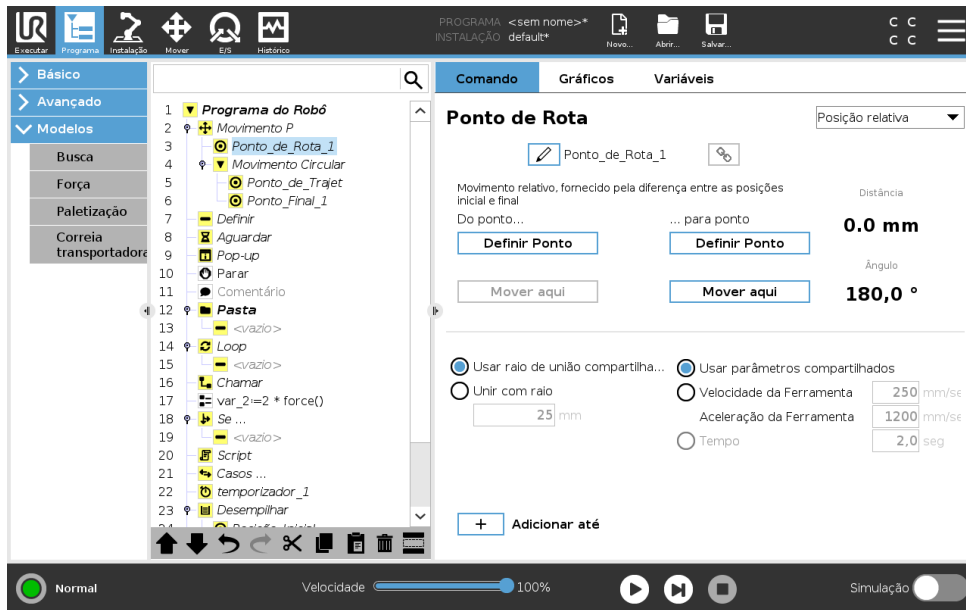 UR
PROGRAMA <sem nome>*
INSTALAÇÃO default*
Executar
Programa
Instalação
Mover
E/S
Histórico
Novo...
Abrir...
Salvar...
C C
C C
Básico
Avançado
Modelos
Busca
Força
Paletização
Correia
transportadora
1 Programa do Robô
2 Movimento P
3 Ponto_de_Rota_1
4 Movimento Circular
5 Ponto_de_Trajet
6 Ponto_Final_1
7 Definir
8 Aguardar
9 Pop-up
10 Parar
11 Comentário
12 Pasta
13 <vazio>
14 Loop
15 <vazio>
16 Chamar
17 var_2:=2 * force()
18 Se ...
19 <vazio>
20 Script
21 Casos ...
22 temporizador_1
23 Desempilhar
Comando
Gráficos
Variáveis
Ponto de Rota
Posição relativa
Ponto_de_Rota_1
Movimento relativo, fornecido pela diferença entre as posições
inicial e final
Do ponto...
... para ponto
Definir Ponto
Definir Ponto
Mover aqui
Mover aqui
Distância
0.0 mm
Ângulo
180,0 °
Usar raio de união compartilha...
Unir com raio
25 mm
Usar parâmetros compartilhados
Velocidade da Ferramenta 250 mm/se
Aceleração da Ferramenta 1200 mm/se
Tempo 2,0 seg
+ Adicionar até
Normal
Velocidade 100%
Simulação